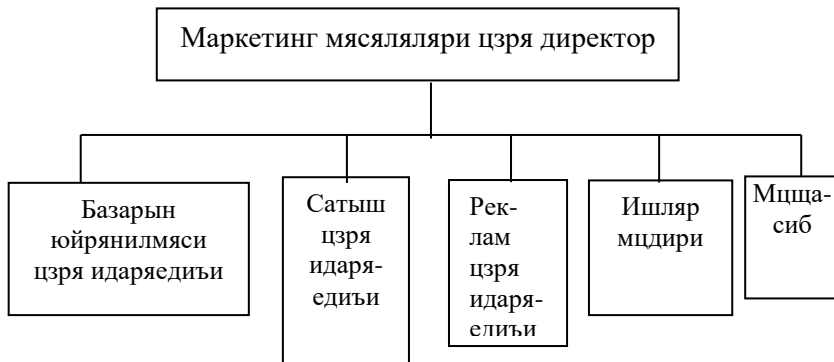 Маркетинг мясяляляри цзря директор
Базарын
юйрянилмяси
цзря идаряедиъи
Сатыш
цзря
идаря-
едиъи
Рек-
лам
цзря
идаря-
едиъи
Ишляр
мцдири
Мцща-
сиб